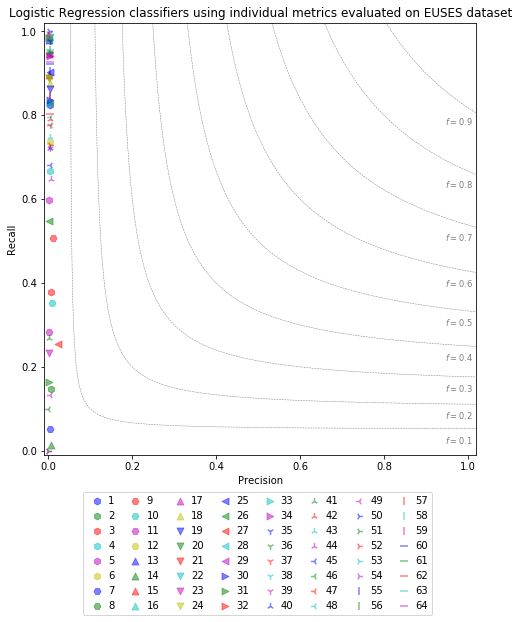 Logistic Regression classifiers using individual metrics evaluated on EUSES dataset
1.0
0.8
0.6
0.4
0.2
0.0
Recall
f=0.9
f=0.8
f=0.7
f=0.6
f=0.5
f=0.4
f=0.3
f=0.2
f=0.1
0.0 0.2 0.4 0.6 0.8 1.0
Precision
1 9 17 25 33 41 49 57
2 10 18 26 34 42 50 58
3 11 19 27 35 43 51 59
4 12 20 28 36 44 52 60
5 13 21 29 37 45 53 61
6 14 22 30 38 46 54 62
7 15 23 31 39 47 55 63
8 16 24 32 40 48 56 64